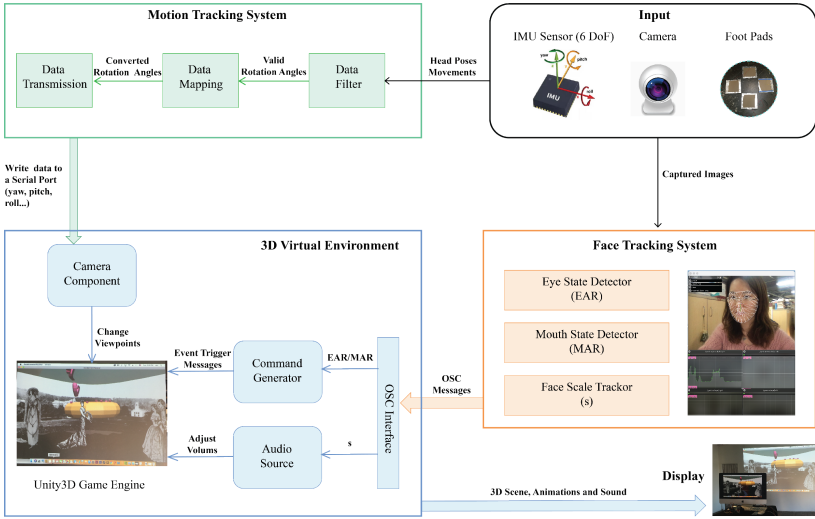 Motion Tracking System
Data
Transmission
Converted
Rotation Angles
Data
Mapping
Valid
Rotation Angles
Data
Filter
Head Poses
Movements
Input
IMU Sensor (6 DoF)
Camera
Foot Pads
yaw
pitch
roll
IMU
Write data to
a Serial Port
(yaw, pitch,
roll...)
Captured Images
3D Virtual Environment
Camera
Component
Change
Viewpoints
Event Trigger
Messages
Command
Generator
EAR/MAR
OSC Interface
Adjust
Volums
Audio
Source
s
Unity3D Game Engine
OSC
Messages
Face Tracking System
Eye State Detector
(EAR)
Mouth State Detector
(MAR)
Face Scale Trackor
(s)
3D Scene, Animations and Sound
Display